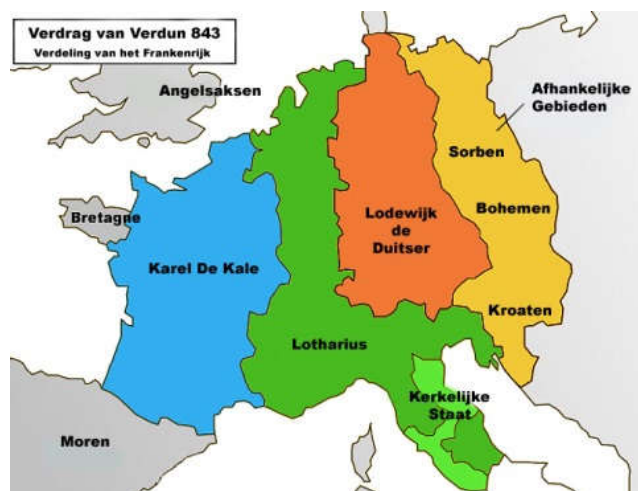 Verdrag van Verdun 843
Verdeling van het Frankenrijk
Angelsaksen
Afhankelijke
Gebieden
Sorben
Bretagne
Bohemen
Lodewijk
de
Duitser
Karel De Kale
Kroaten
Lotharius
Kerkelijke
Staat
Moren